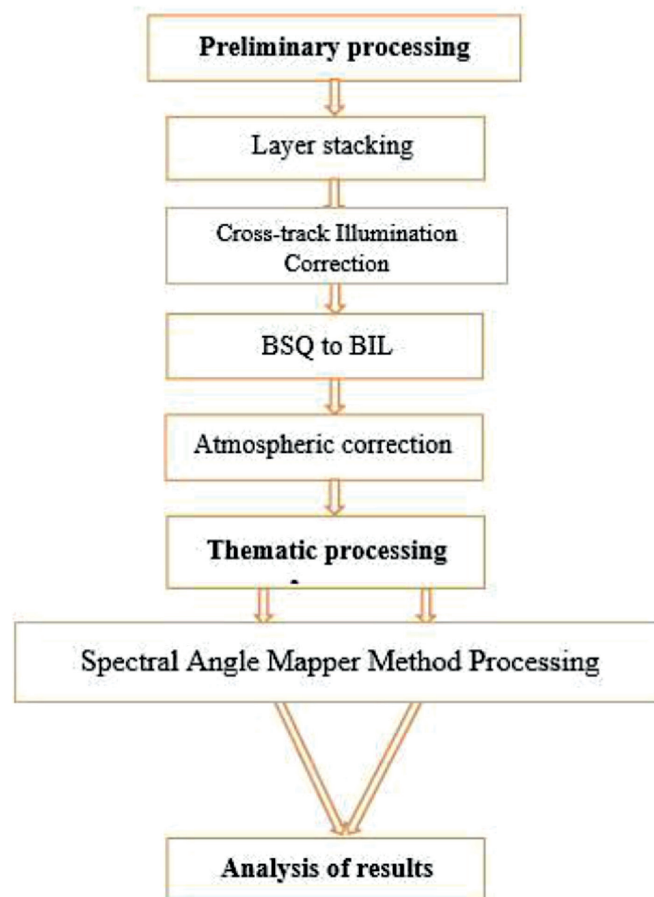 Preliminary processing
Layer stacking
Cross-track Illumination
Correction
BSQ to BIL
Atmospheric correction
Thematic processing
Spectral Angle Mapper Method Processing
Analysis of results